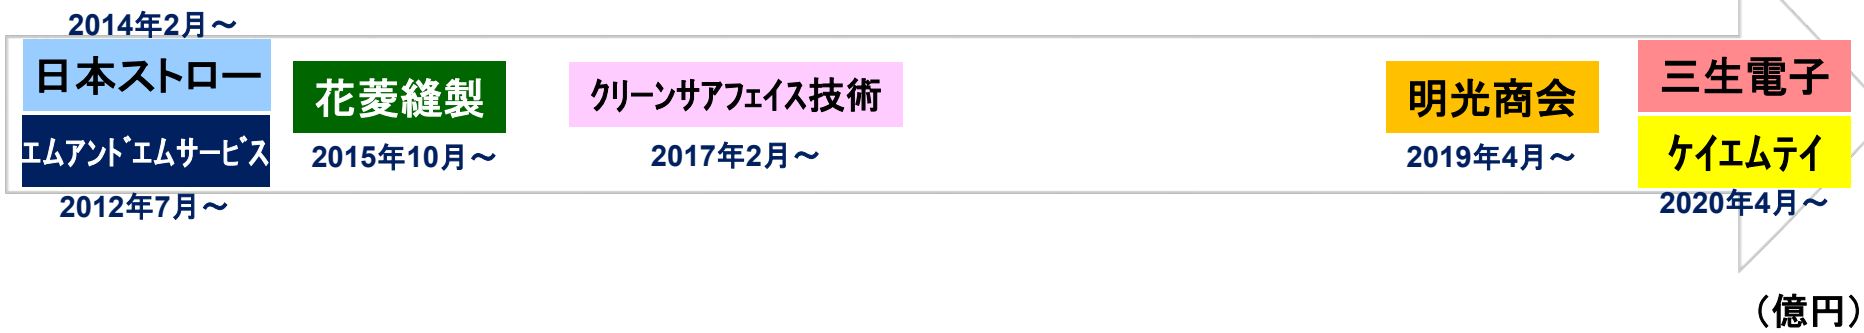 2014年2月～
日本ストロー
ｴﾑｱﾝﾄﾞｴﾑｻｰﾋﾞｽ
2012年7月～
花菱縫製
2015年10月～
ｸﾘｰﾝｻｱﾌｪｲｽ技術
2017年2月～
明光商会
2019年4月～
三生電子
ｹｲｴﾑﾃｲ
2020年4月～
（億円）